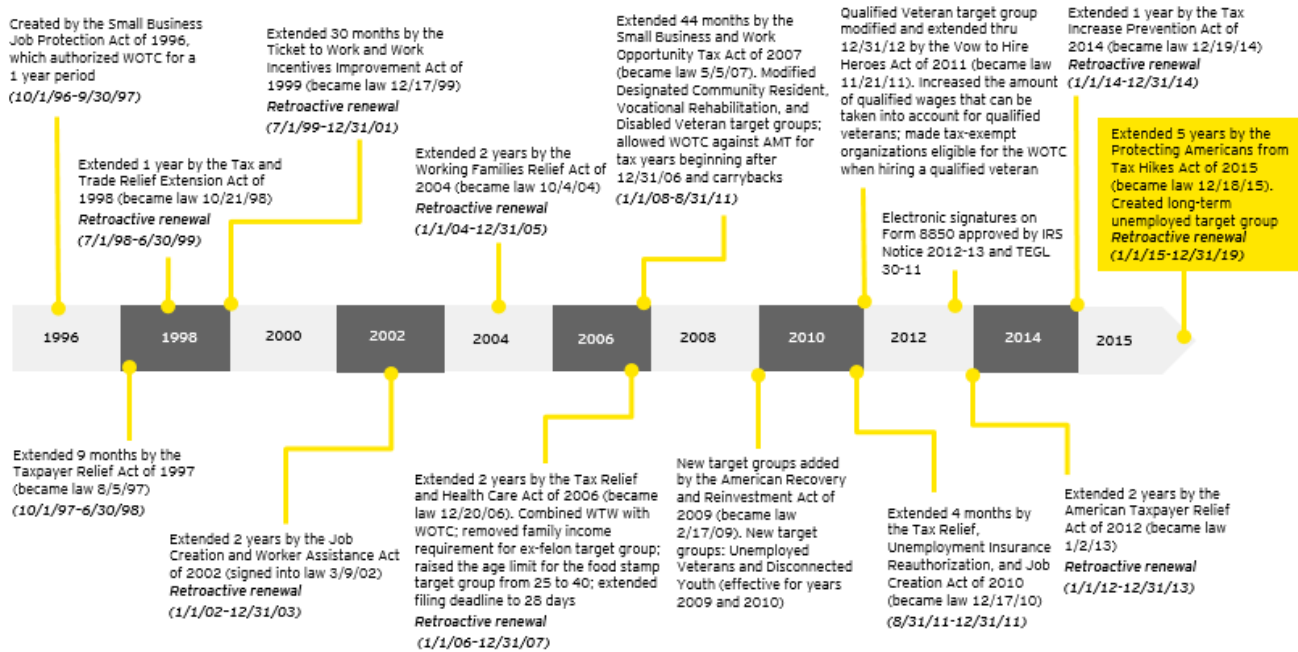 Created by the Small Business
Job Protection Act of 1996,
which authorized WOTC for a
1 year period
(10/1/96-9/30/97)
Extended 1 year by the Tax and
Trade Relief Extension Act of
1998 (became law 10/21/98)
Retroactive renewal
(7/1/98-6/30/99)
Extended 30 months by the
Ticket to Work and Work
Incentives Improvement Act of
1999 (became law 12/17/99)
Retroactive renewal
(7/1/99-12/31/01)
Extended 2 years by the
Working Families Relief Act of
2004 (became law 10/4/04)
Retroactive renewal
(1/1/04-12/31/05)
Extended 44 months by the
Small Business and Work
Opportunity Tax Act of 2007
(became law 5/5/07). Modified
Designated Community Resident,
Vocational Rehabilitation, and
Disabled Veteran target groups;
allowed WOTC against AMT for
tax years beginning after
12/31/06 and carrybacks
(1/1/08-8/31/11)
Qualified Veteran target group
modified and extended thru
12/31/12 by the Vow to Hire
Heroes Act of 2011 (became law
11/21/11). Increased the amount
of qualified wages that can be
taken into account for qualified
veterans; made tax-exempt
organizations eligible for the WOTC
when hiring a qualified veteran
Electronic signatures on
Form 8850 approved by IRS
Notice 2012-13 and TEGL
30-11
Extended 1 year by the Tax
Increase Prevention Act of
2014 (became law 12/19/14)
Retroactive renewal
(1/1/14-12/31/14)
Extended 5 years by the
Protecting Americans from
Tax Hikes Act of 2015
(became law 12/18/15).
Created long-term
unemployed target group
Retroactive renewal
(1/1/15-12/31/19)
1996 1998 2000 2002 2004 2006 2008 2010 2012 2014 2015
Extended 9 months by the
Taxpayer Relief Act of 1997
(became law 8/5/97)
(10/1/97-6/30/98)
Extended 2 years by the Job
Creation and Worker Assistance Act
of 2002 (signed into law 3/9/02)
Retroactive renewal
(1/1/02-12/31/03)
Extended 2 years by the Tax Relief
and Health Care Act of 2006 (became
law 12/20/06). Combined WTW with
WOTC; removed family income
requirement for ex-felon target group;
raised the age limit for the food stamp
target group from 25 to 40; extended
filing deadline to 28 days
Retroactive renewal
(1/1/06-12/31/07)
New target groups added
by the American Recovery
and Reinvestment Act of
2009 (became law
2/17/09). New target
groups: Unemployed
Veterans and Disconnected
Youth (effective for years
2009 and 2010)
Extended 4 months by
the Tax Relief,
Unemployment Insurance
Reauthorization, and Job
Creation Act of 2010
(became law 12/17/10)
(8/31/11-12/31/11)
Extended 2 years by the
American Taxpayer Relief
Act of 2012 (became law
1/2/13)
Retroactive renewal
(1/1/12-12/31/13)